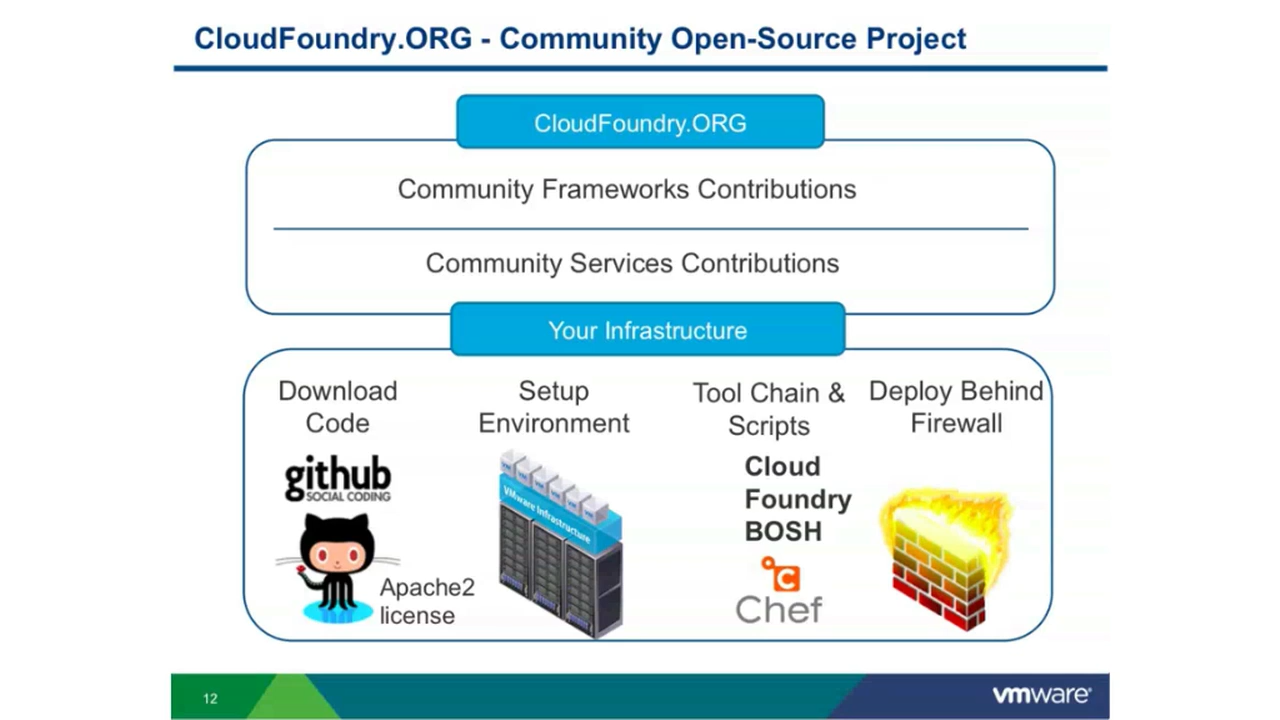 CloudFoundry.ORG - Community Open-Source Project
CloudFoundry.ORG
Community Frameworks Contributions
Community Services Contributions
Your Infrastructure
Download
Code
github
SOCIAL CODING
Apache2
license
Setup
Environment
VMware Infrastructure
Tool Chain &
Scripts
Cloud
Foundry
BOSH
C
Chef
Deploy Behind
Firewall
12
vmware®